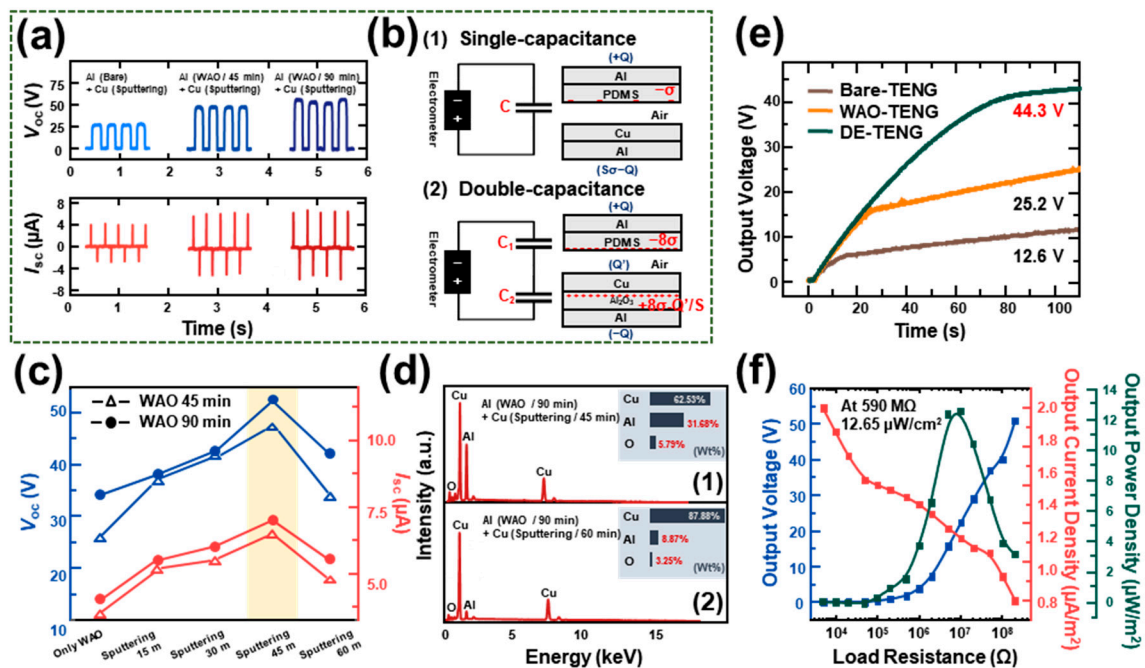 (a)
Al (Bare)
+ Cu (Sputtering)
Al (WAO / 45 min)
+ Cu (Sputtering)
Al (WAO / 90 min)
+ Cu (Sputtering)
VOC (V)
75
50
25
0
0 1 2 3 4 5 6
ISC (μA)
8
4
0
-4
-8
0 1 2 3 4 5 6
Time (s)
(b)
(1) Single-capacitance
Electrometer
C
(+Q)
Al
PDMS
−σ
Air
Cu
Al
(Sσ−Q)
(2) Double-capacitance
Electrometer
C1
C2
(+Q)
Al
PDMS
−8σ
(Q')
Air
Cu
Al2O3
+8σ-Q'/S
Al
(−Q)
(e)
Bare-TENG
WAO-TENG
DE-TENG
44.3 V
25.2 V
12.6 V
Output Voltage (V)
40
30
20
10
0
0 20 40 60 80 100
Time (s)
(c)
WAO 45 min
WAO 90 min
VOC (V)
50
40
30
20
10
ISC (μA)
10.0
7.5
5.0
Only WAO
Sputtering 15 m
Sputtering 30 m
Sputtering 45 m
Sputtering 60 m
(d)
Intensity (a.u.)
Cu
Al
O
Cu
Al (WAO / 90 min)
+ Cu (Sputtering / 45 min)
Cu 62.53%
Al 31.68%
O 5.79%
(Wt%)
(1)
Cu
Al
O
Cu
Al (WAO / 90 min)
+ Cu (Sputtering / 60 min)
Cu 87.88%
Al 8.87%
O 3.25%
(Wt%)
(2)
0 5 10 15
Energy (keV)
(f)
At 590 MΩ
12.65 μW/cm²
Output Voltage (V)
60
50
40
30
20
10
0
Output Current Density (μA/m²)
2.0
1.8
1.6
1.4
1.2
1.0
0.8
Output Power Density (μW/m²)
14
12
10
8
6
4
2
0
10⁴ 10⁵ 10⁶ 10⁷ 10⁸
Load Resistance (Ω)